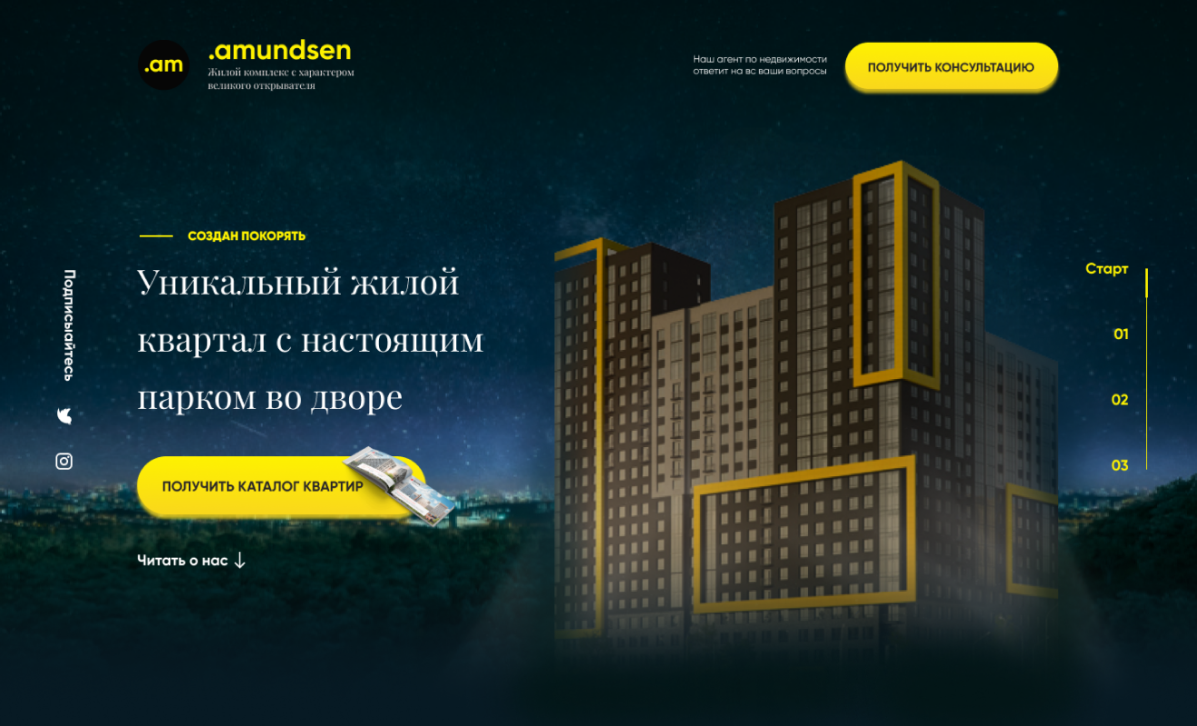 .am
.amundsen
Жилой комплекс с характером
великого открывателя
Наш агент по недвижимости
ответит на вс ваши вопросы
ПОЛУЧИТЬ КОНСУЛЬТАЦИЮ
СОЗДАН ПОКОРЯТЬ
Уникальный жилой
квартал с настоящим
парком во дворе
ПОЛУЧИТЬ КАТАЛОГ КВАРТИР
Читать о нас ↓
Подписыайтесь
Старт
01
02
03